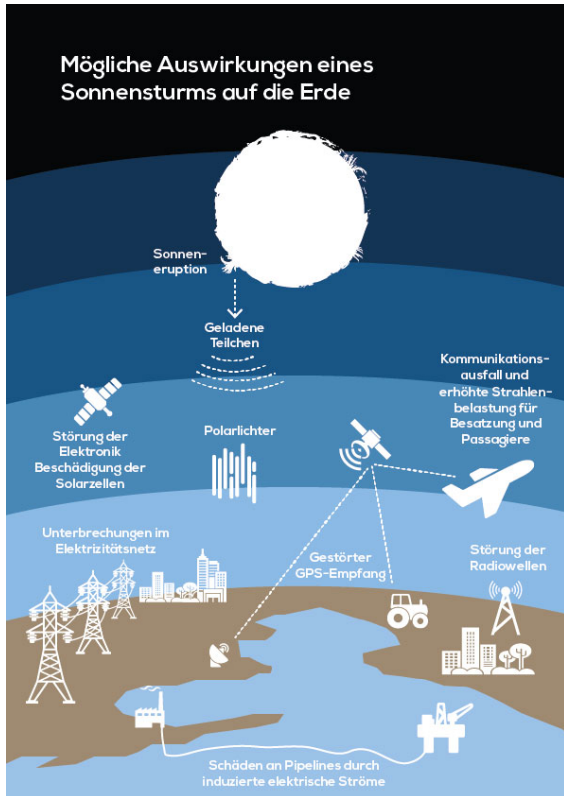 Mögliche Auswirkungen eines
Sonnensturms auf die Erde
Sonnen-
eruption
Geladene
Teilchen
Kommunikations-
ausfall und
erhöhte Strahlen-
belastung für
Besatzung und
Passagiere
Störung der
Elektronik
Beschädigung der
Solarzellen
Polarlichter
Unterbrechungen im
Elektrizitätsnetz
Gestörter
GPS-Empfang
Störung der
Radiowellen
Schäden an Pipelines durch
induzierte elektrische Ströme